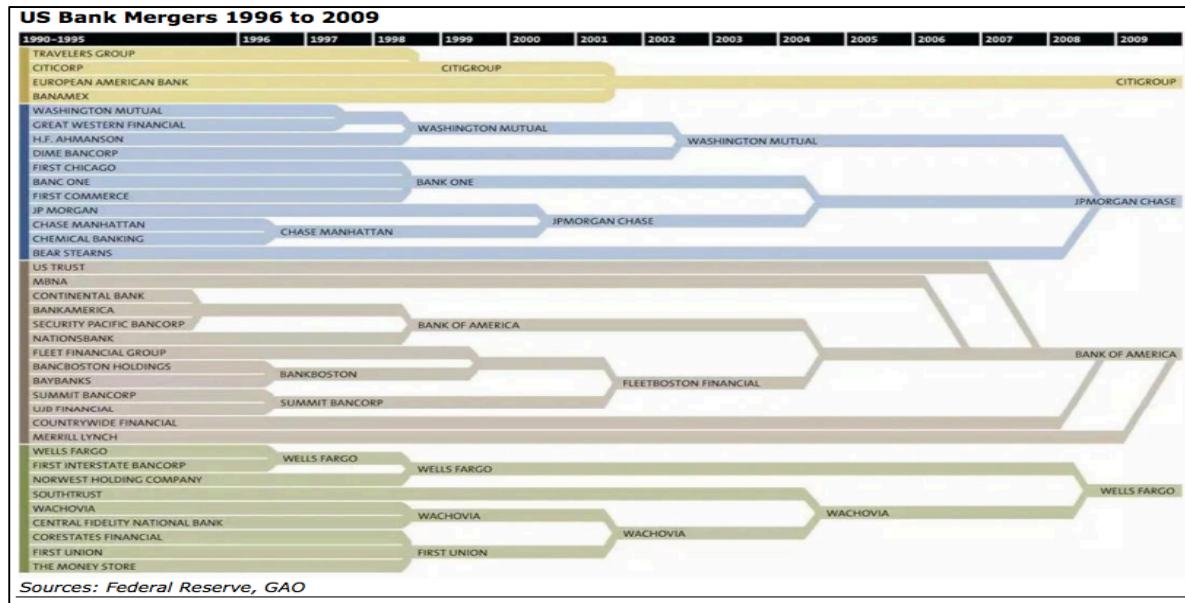 US Bank Mergers 1996 to 2009
1990–1995 1996 1997 1998 1999 2000 2001 2002 2003 2004 2005 2006 2007 2008 2009
TRAVELERS GROUP
CITICORP CITIGROUP
EUROPEAN AMERICAN BANK CITIGROUP
BANAMEX
WASHINGTON MUTUAL
GREAT WESTERN FINANCIAL WASHINGTON MUTUAL
H.F. AHMANSON WASHINGTON MUTUAL
DIME BANCORP
FIRST CHICAGO
BANC ONE BANK ONE
FIRST COMMERCE JPMORGAN CHASE
JP MORGAN JPMORGAN CHASE
CHASE MANHATTAN CHASE MANHATTAN
CHEMICAL BANKING
BEAR STEARNS
US TRUST
MBNA
CONTINENTAL BANK
BANKAMERICA
SECURITY PACIFIC BANCORP BANK OF AMERICA
NATIONSBANK
FLEET FINANCIAL GROUP BANK OF AMERICA
BANCBOSTON HOLDINGS BANKBOSTON
BAYBANKS FLEETBOSTON FINANCIAL
SUMMIT BANCORP SUMMIT BANCORP
UJB FINANCIAL
COUNTRYWIDE FINANCIAL
MERRILL LYNCH
WELLS FARGO WELLS FARGO
FIRST INTERSTATE BANCORP WELLS FARGO
NORWEST HOLDING COMPANY
SOUTHTRUST WELLS FARGO
WACHOVIA WACHOVIA WACHOVIA
CENTRAL FIDELITY NATIONAL BANK
CORESTATES FINANCIAL WACHOVIA
FIRST UNION FIRST UNION
THE MONEY STORE
Sources: Federal Reserve, GAO